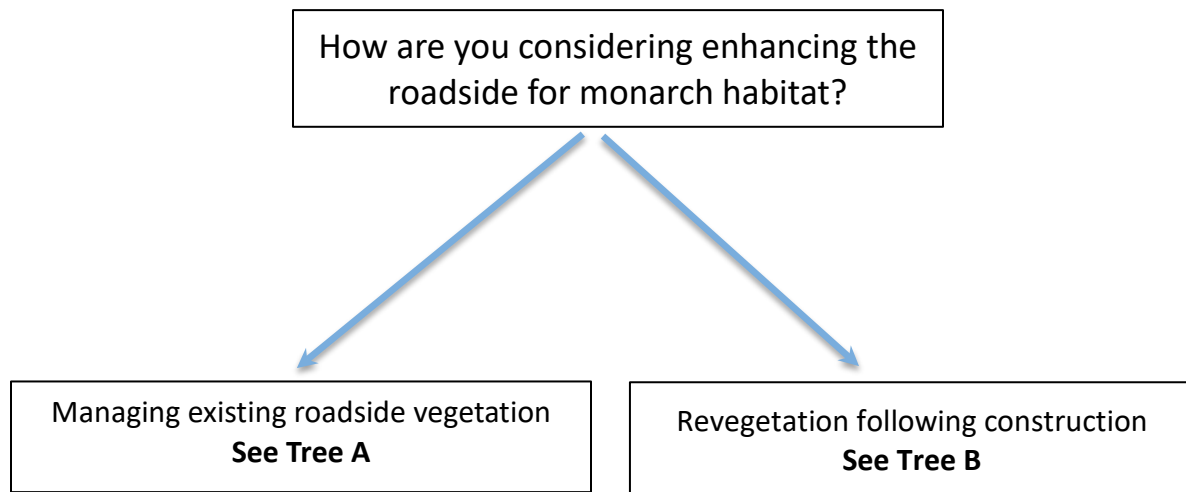 How are you considering enhancing the
roadside for monarch habitat?
Managing existing roadside vegetation
See Tree A
Revegetation following construction
See Tree B